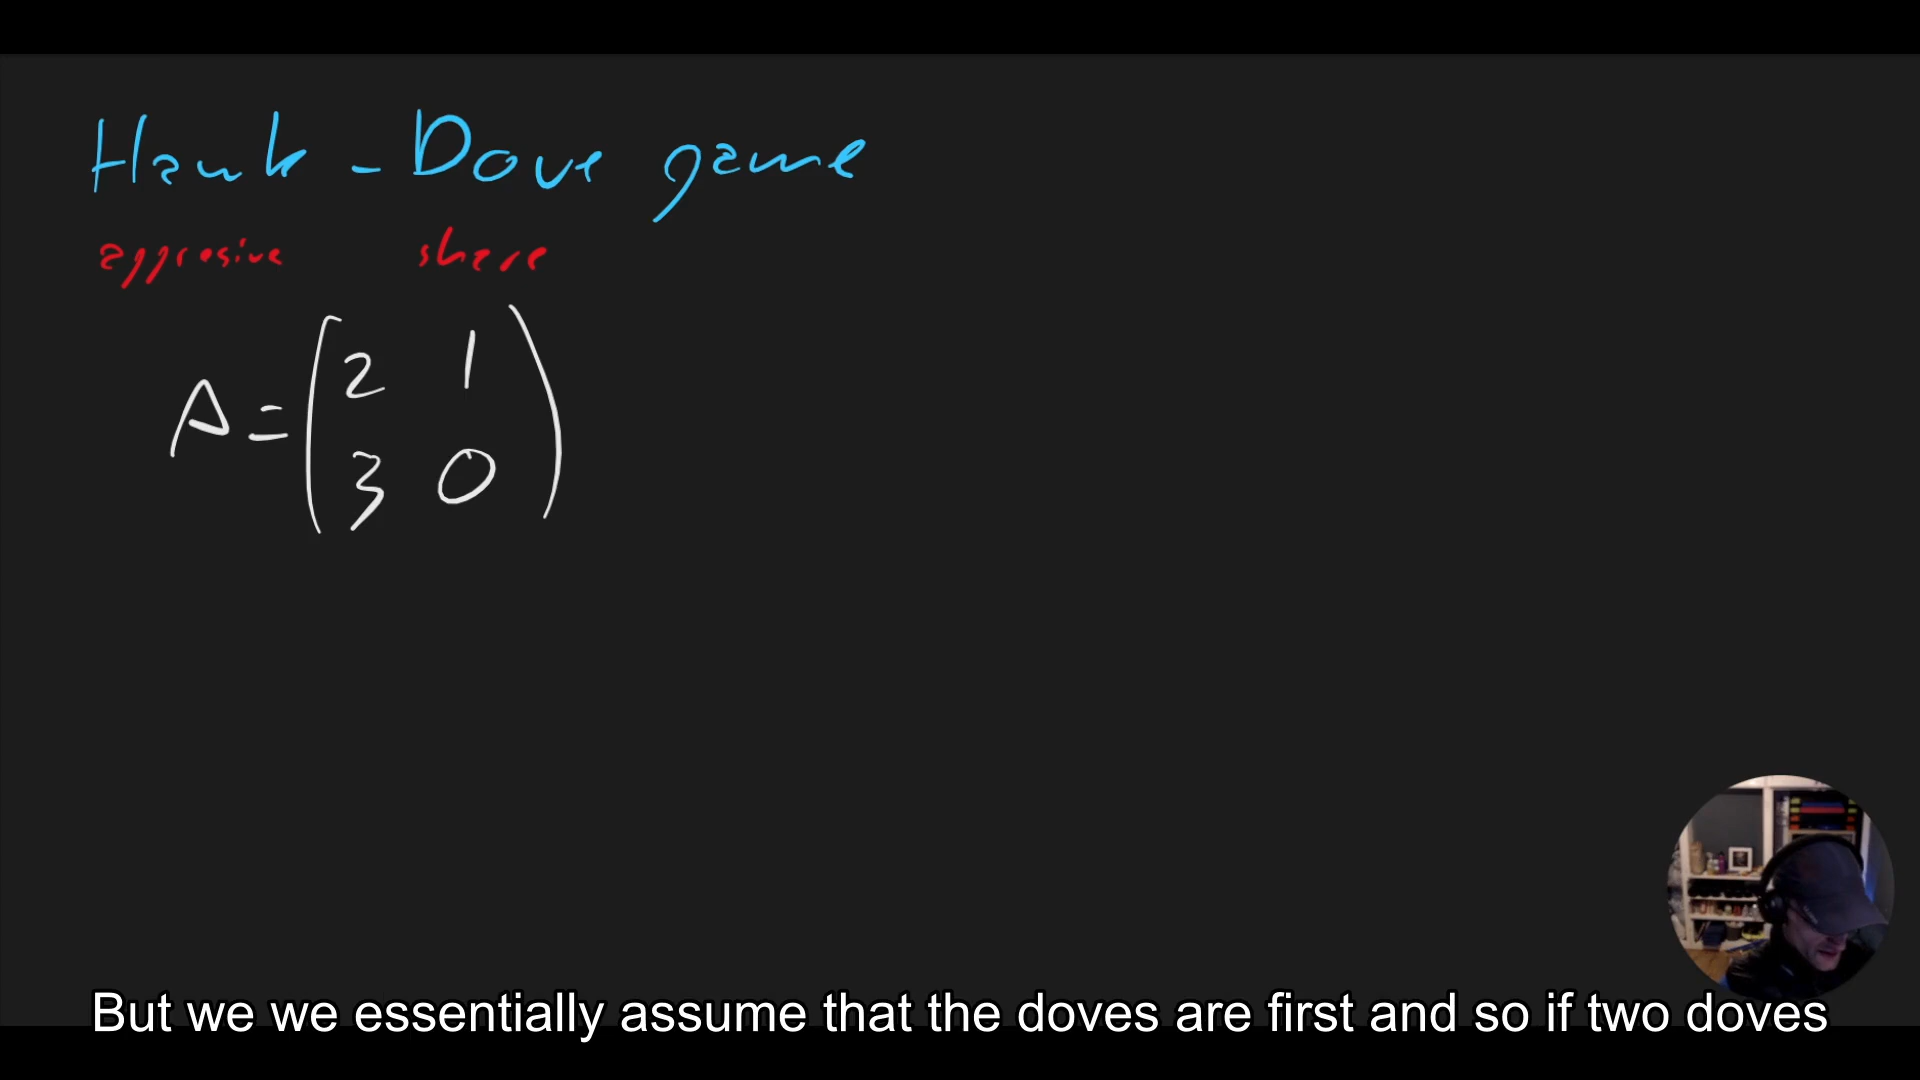 Hawk - Dove game
aggresive share
A = ( 2 1
3 0 )
But we we essentially assume that the doves are first and so if two doves